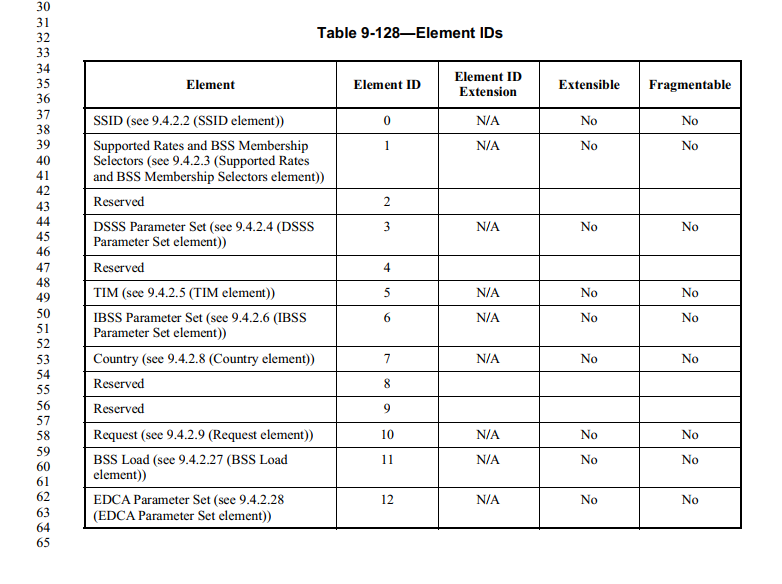 30
31
32
33
34
35
36
37
38
39
40
41
42
43
44
45
46
47
48
49
50
51
52
53
54
55
56
57
58
59
60
61
62
63
64
65
Table 9-128—Element IDs
Element Element ID Element ID Extension Extensible Fragmentable
SSID (see 9.4.2.2 (SSID element)) 0 N/A No No
Supported Rates and BSS Membership 1 N/A No No
Selectors (see 9.4.2.3 (Supported Rates
and BSS Membership Selectors element))
Reserved 2
DSSS Parameter Set (see 9.4.2.4 (DSSS 3 N/A No No
Parameter Set element))
Reserved 4
TIM (see 9.4.2.5 (TIM element)) 5 N/A No No
IBSS Parameter Set (see 9.4.2.6 (IBSS 6 N/A No No
Parameter Set element))
Country (see 9.4.2.8 (Country element)) 7 N/A No No
Reserved 8
Reserved 9
Request (see 9.4.2.9 (Request element)) 10 N/A No No
BSS Load (see 9.4.2.27 (BSS Load 11 N/A No No
element))
EDCA Parameter Set (see 9.4.2.28 12 N/A No No
(EDCA Parameter Set element))